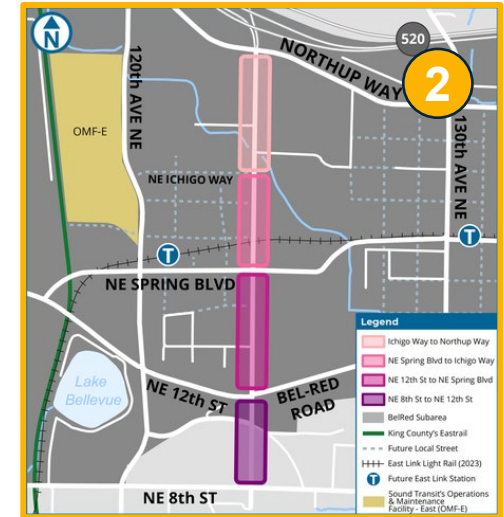 N
520
NORTHUP WAY
2
120th AVE NE
130th AVE NE
OMF-E
NE ICHIGO WAY
T
T
NE SPRING BLVD
Lake
Bellevue
NE 12th ST
BEL-RED
ROAD
NE 8th ST
Legend
Ichigo Way to Northup Way
NE Spring Blvd to Ichigo Way
NE 12th St to NE Spring Blvd
NE 8th St to NE 12th St
BelRed Subarea
King County's Eastrail
Future Local Street
East Link Light Rail (2023)
T Future East Link Station
Sound Transit's Operations
& Maintenance
Facility - East (OMF-E)